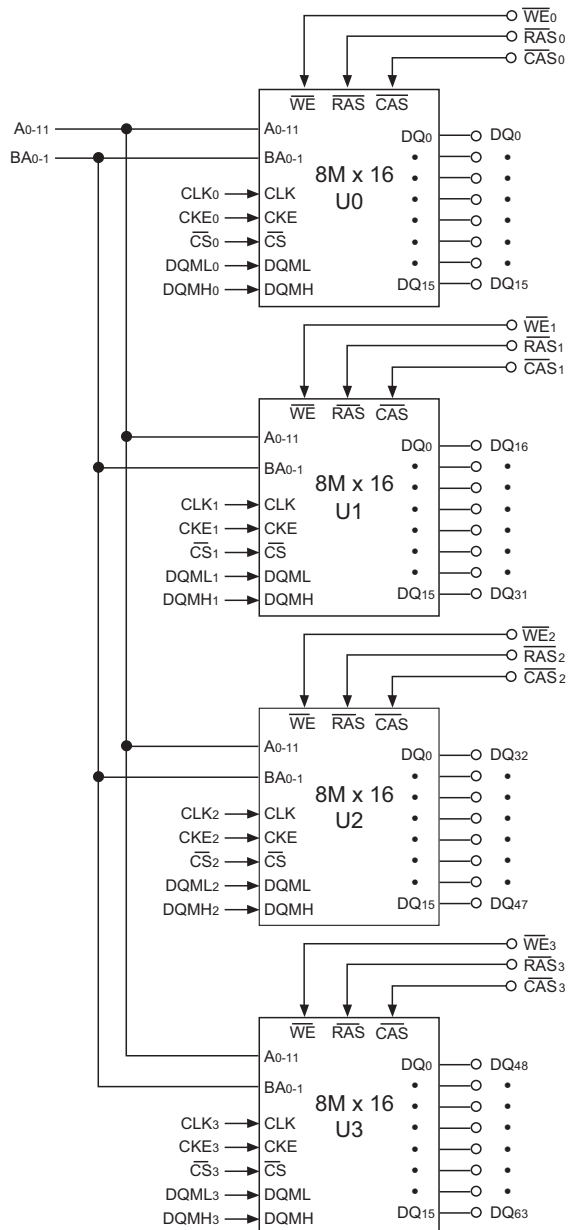 WE0
RAS0
CAS0
WE RAS CAS
A0-11 A0-11 DQ0 DQ0
BA0-1 BA0-1
8M x 16
U0
CLK0 CLK
CKE0 CKE
CS0 CS
DQML0 DQML
DQMH0 DQMH DQ15 DQ15
WE1
RAS1
CAS1
WE RAS CAS
A0-11 DQ0 DQ16
BA0-1
8M x 16
U1
CLK1 CLK
CKE1 CKE
CS1 CS
DQML1 DQML
DQMH1 DQMH DQ15 DQ31
WE2
RAS2
CAS2
WE RAS CAS
A0-11 DQ0 DQ32
BA0-1
8M x 16
U2
CLK2 CLK
CKE2 CKE
CS2 CS
DQML2 DQML
DQMH2 DQMH DQ15 DQ47
WE3
RAS3
CAS3
WE RAS CAS
A0-11 DQ0 DQ48
BA0-1
8M x 16
U3
CLK3 CLK
CKE3 CKE
CS3 CS
DQML3 DQML
DQMH3 DQMH DQ15 DQ63